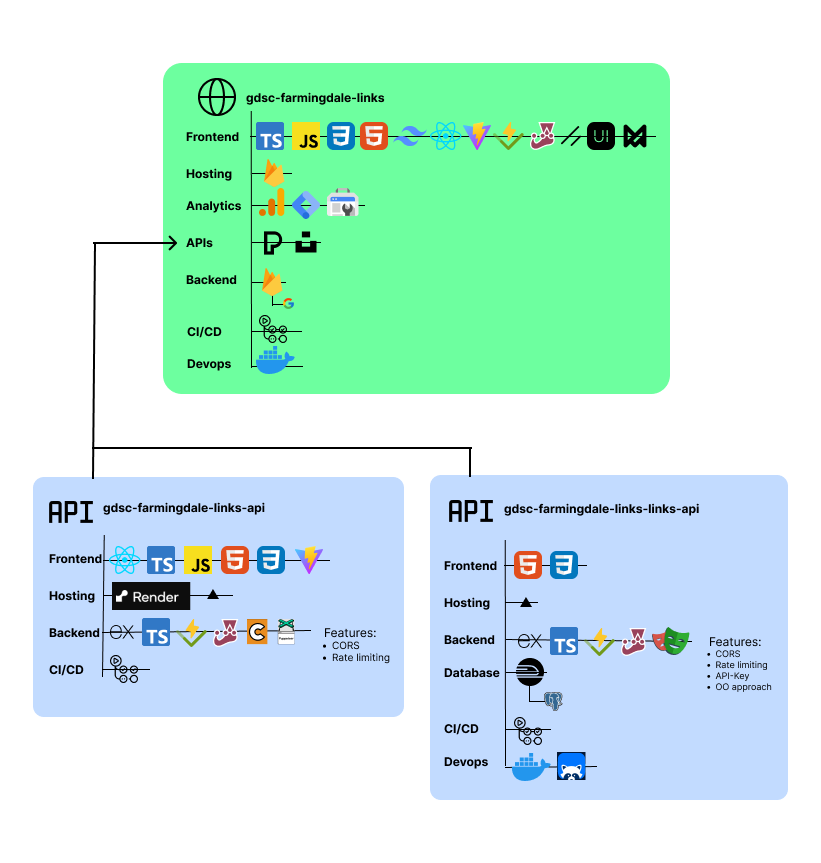 gdsc-farmingdale-links
Frontend
TS
JS
UI
Hosting
Analytics
APIs
Backend
G
CI/CD
Devops
API
gdsc-farmingdale-links-api
Frontend
TS
JS
Hosting
Render
Backend
ex
TS
C
Features:
• CORS
• Rate limiting
CI/CD
API
gdsc-farmingdale-links-links-api
Frontend
Hosting
Backend
ex
TS
Features:
• CORS
• Rate limiting
• API-Key
• OO approach
Database
CI/CD
Devops